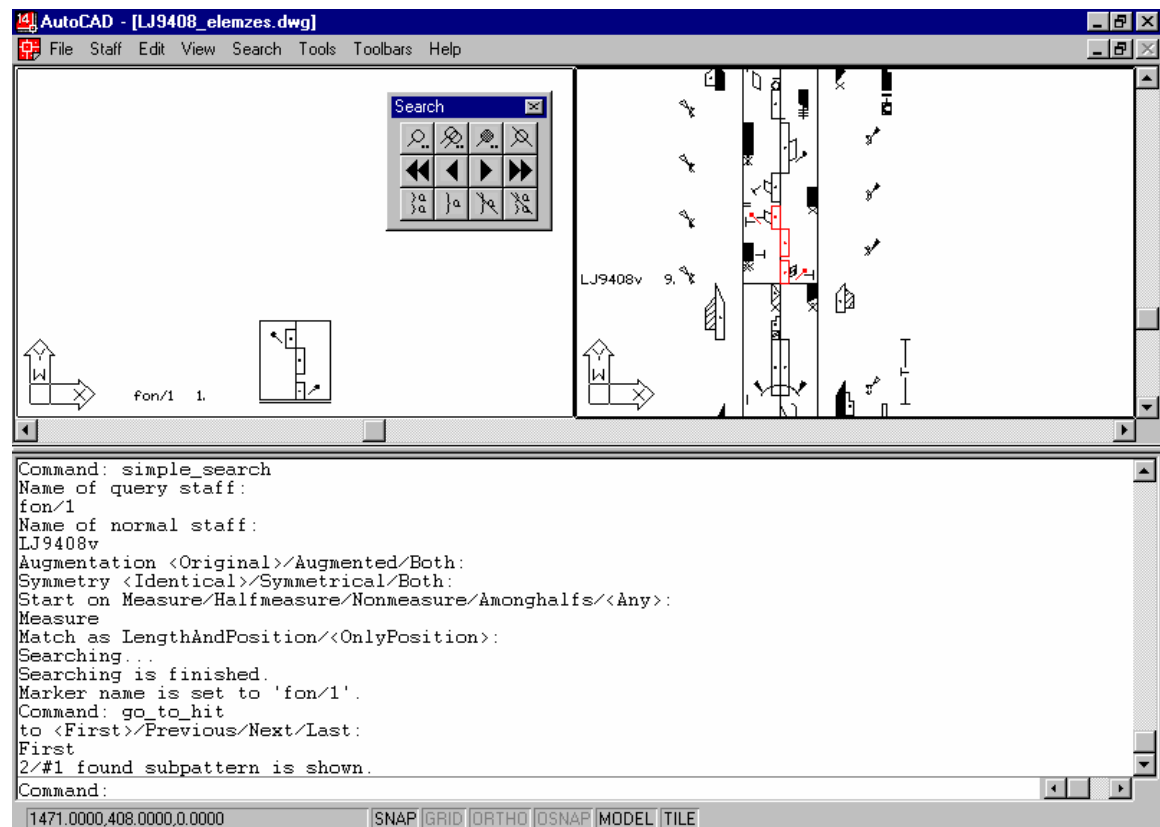 AutoCAD - [LJ9408_elemzes.dwg]
File Staff Edit View Search Tools Toolbars Help
Search
LJ9408v 9.
Y
W
X
fon/1 1.
Y
W
X
Command: simple_search
Name of query staff:
fon/1
Name of normal staff:
LJ9408v
Augmentation <Original>/Augmented/Both:
Symmetry <Identical>/Symmetrical/Both:
Start on Measure/Halfmeasure/Nonmeasure/Amonghalfs/<Any>:
Measure
Match as LengthAndPosition/<OnlyPosition>:
Searching...
Searching is finished.
Marker name is set to 'fon/1'.
Command: go_to_hit
to <First>/Previous/Next/Last:
First
2/#1 found subpattern is shown.
Command:
1471.0000,408.0000,0.0000 SNAP GRID ORTHO OSNAP MODEL TILE